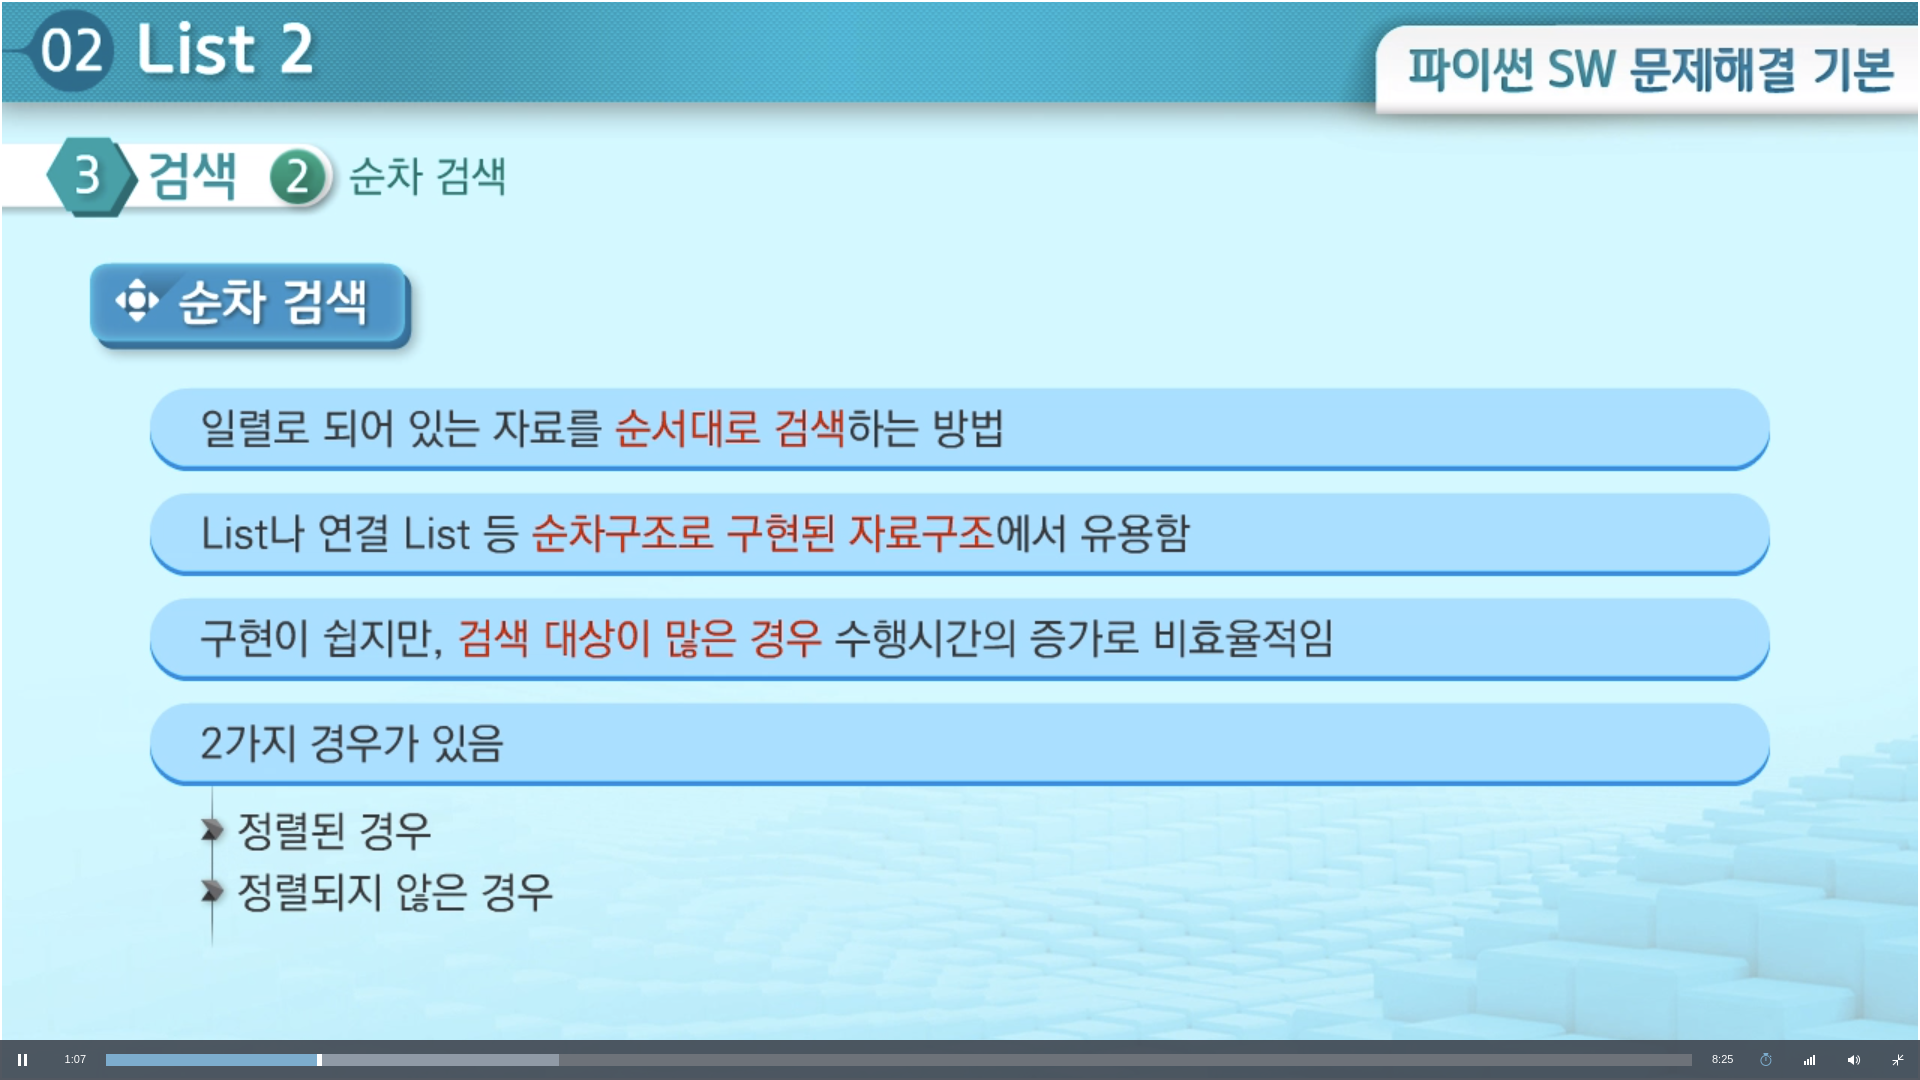 02 List 2
파이썬 SW 문제해결 기본
3 검색 2 순차 검색
순차 검색
일렬로 되어 있는 자료를 순서대로 검색하는 방법
List나 연결 List 등 순차구조로 구현된 자료구조에서 유용함
구현이 쉽지만, 검색 대상이 많은 경우 수행시간의 증가로 비효율적임
2가지 경우가 있음
정렬된 경우
정렬되지 않은 경우
1:07 8:25